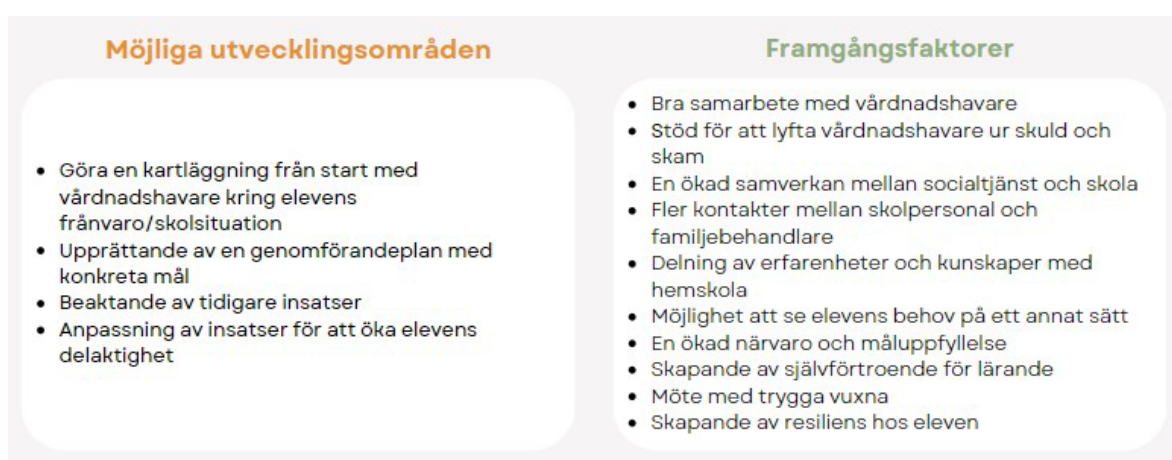 Möjliga utvecklingsområden
• Göra en kartläggning från start med
vårdnadshavare kring elevens
frånvaro/skolsituation
• Upprättande av en genomförandeplan med
konkreta mål
• Beaktande av tidigare insatser
• Anpassning av insatser för att öka elevens
delaktighet
Framgångsfaktorer
• Bra samarbete med vårdnadshavare
• Stöd för att lyfta vårdnadshavare ur skuld och
skam
• En ökad samverkan mellan socialtjänst och skola
• Fler kontakter mellan skolpersonal och
familjebehandlare
• Delning av erfarenheter och kunskaper med
hemskola
• Möjlighet att se elevens behov på ett annat sätt
• En ökad närvaro och måluppfyllelse
• Skapande av självförtroende för lärande
• Möte med trygga vuxna
• Skapande av resiliens hos eleven